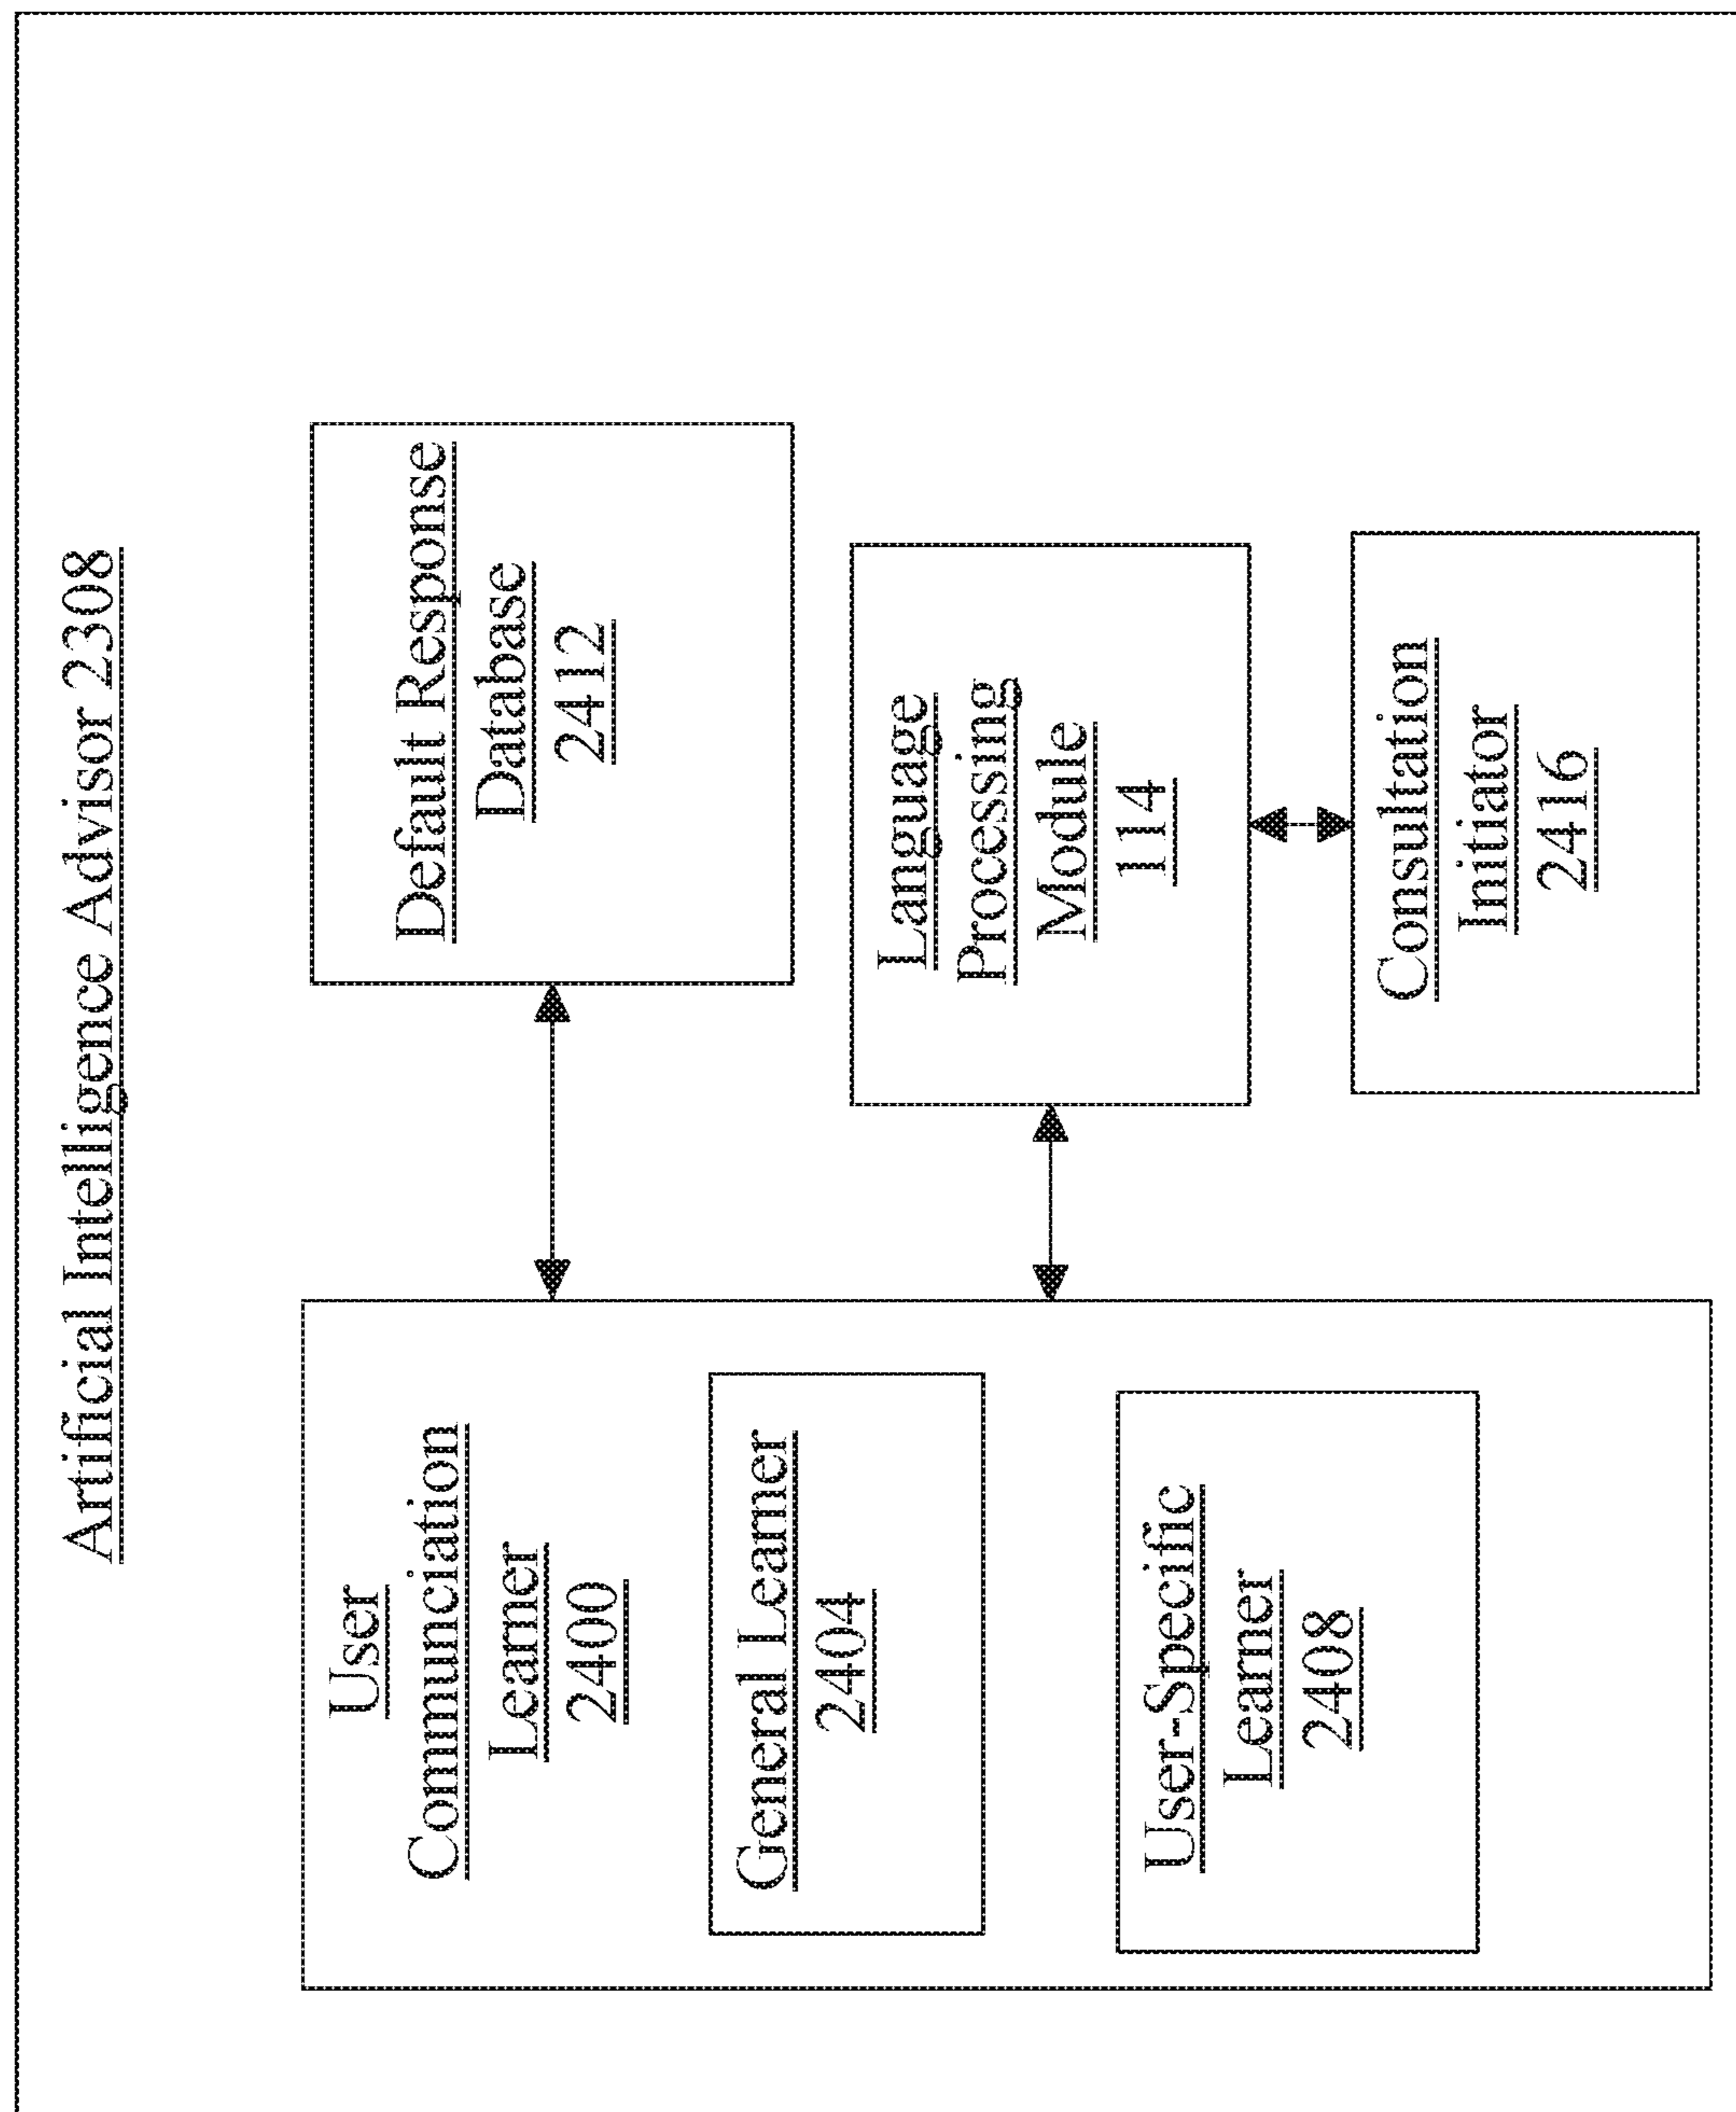 Artificial Intelligence Advisor 2308
User
Communciation
Learner
2400
General Learner
2404
User-Specific
Learner
2408
Default Response
Database
2412
Language
Processing
Module
114
Consultation
Initiator
2416